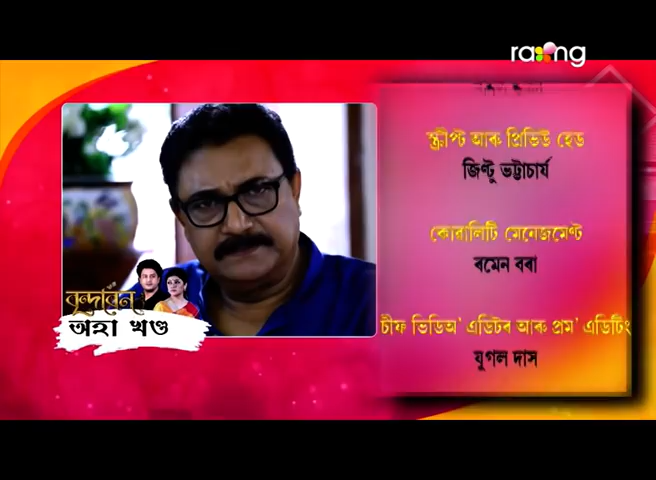 rang
স্ক্ৰীপ্ট আৰু প্ৰিভিউ হেড
জিণ্টু ভট্টাচাৰ্য
কোৱালিটি মেনেজমেণ্ট
ৰমেন বৰা
চীফ ভিডিঅ' এডিটৰ আৰু প্ৰম' এডিটিং
যুগল দাস
বৃন্দাবন
অহা খণ্ড